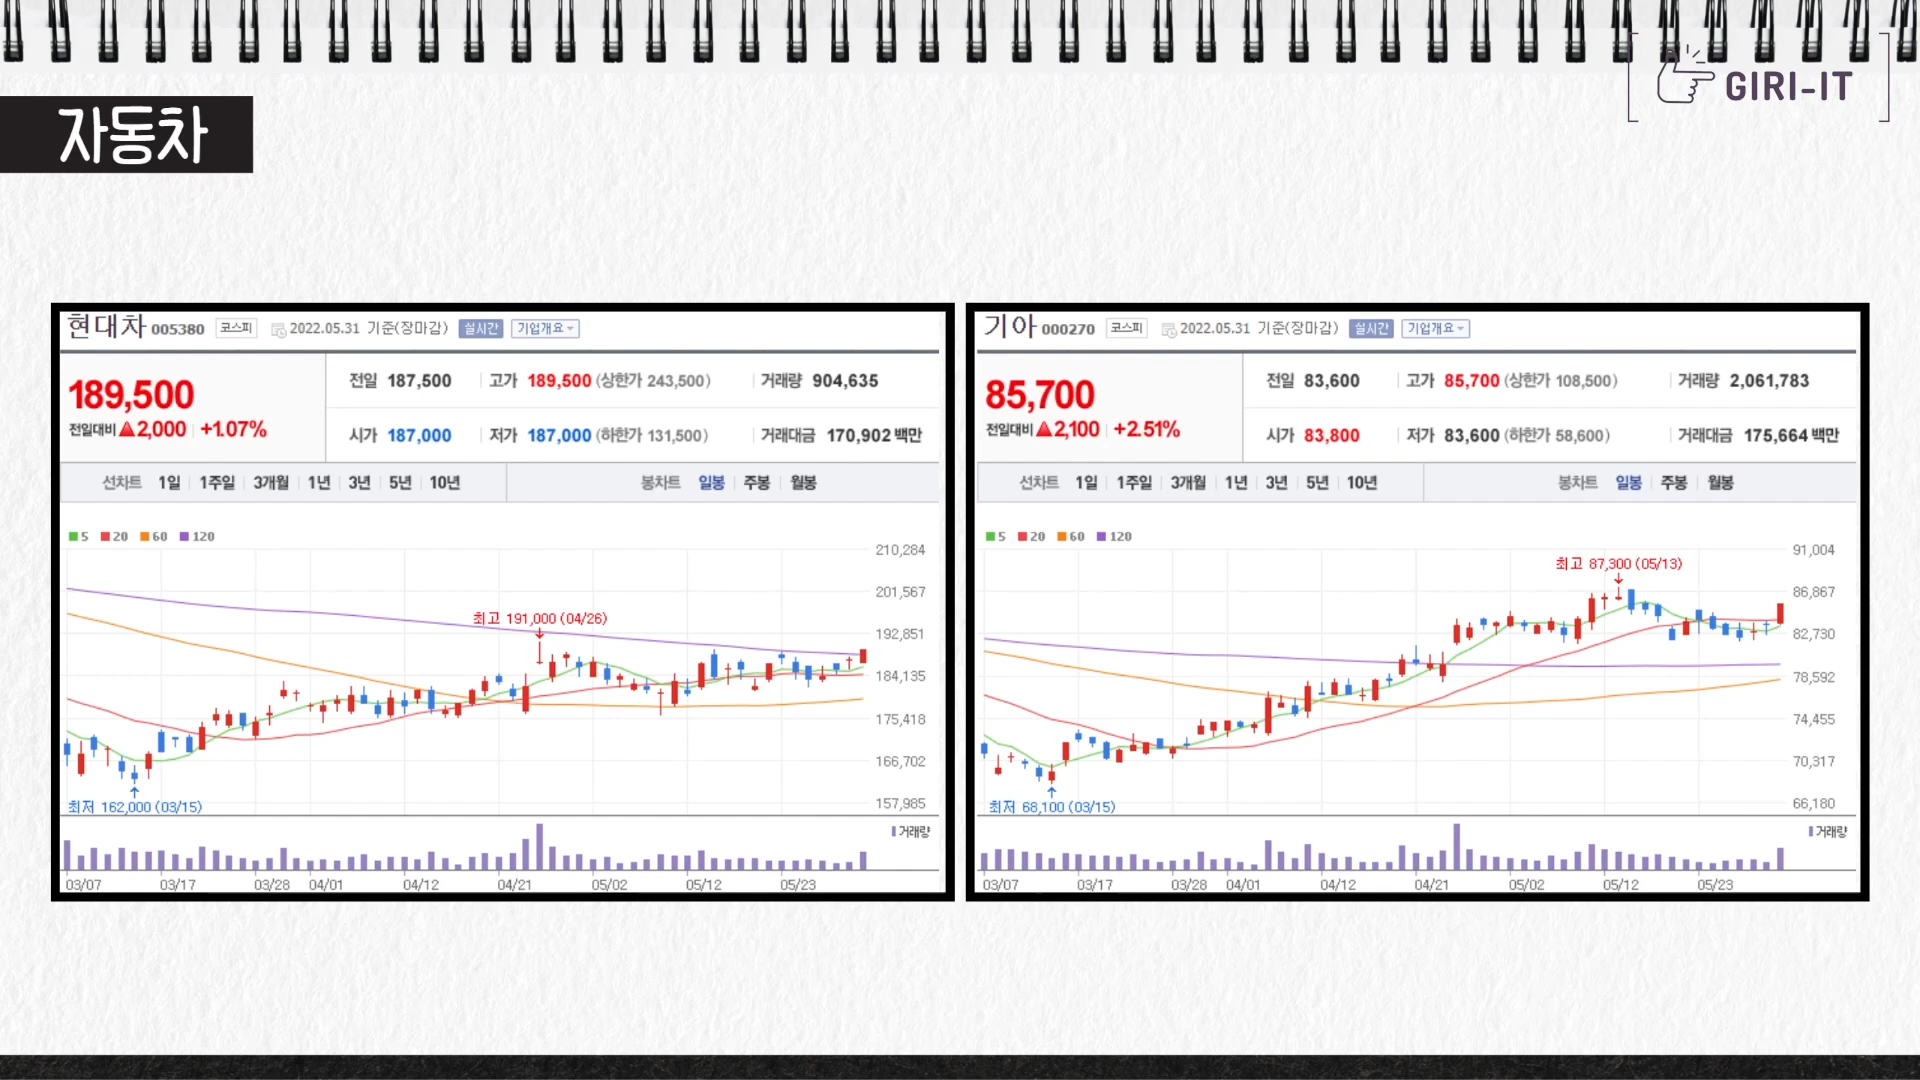 GIRI-IT
자동차
현대차 005380 코스피 2022.05.31 기준(장마감) 실시간 기업개요
189,500
전일대비 ▲2,000 +1.07%
전일 187,500 고가 189,500 (상한가 243,500) 거래량 904,635
시가 187,000 저가 187,000 (하한가 131,500) 거래대금 170,902 백만
선차트 1일 1주일 3개월 1년 3년 5년 10년 봉차트 일봉 주봉 월봉
5 20 60 120
210,284
201,567
최고 191,000 (04/26)
192,851
184,135
175,418
166,702
157,985
최저 162,000 (03/15)
거래량
03/07 03/17 03/28 04/01 04/12 04/21 05/02 05/12 05/23
기아 000270 코스피 2022.05.31 기준(장마감) 실시간 기업개요
85,700
전일대비 ▲2,100 +2.51%
전일 83,600 고가 85,700 (상한가 108,500) 거래량 2,061,783
시가 83,800 저가 83,600 (하한가 58,600) 거래대금 175,664 백만
선차트 1일 1주일 3개월 1년 3년 5년 10년 봉차트 일봉 주봉 월봉
5 20 60 120
91,004
최고 87,300 (05/13)
86,867
82,730
78,592
74,455
70,317
66,180
최저 68,100 (03/15)
거래량
03/07 03/17 03/28 04/01 04/12 04/21 05/02 05/12 05/23